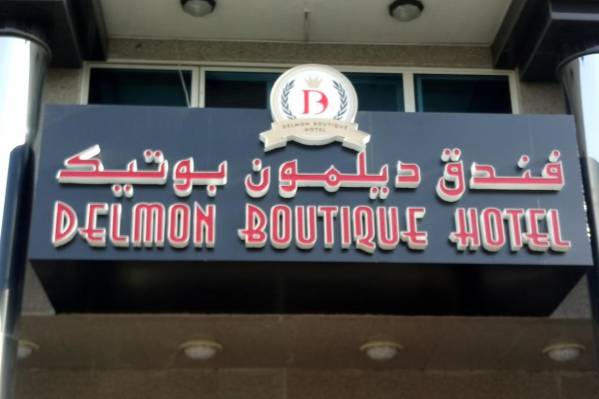 B
DELMON BOUTIQUE
HOTEL
فندق ديلمون بوتيك
DELMON BOUTIQUE HOTEL